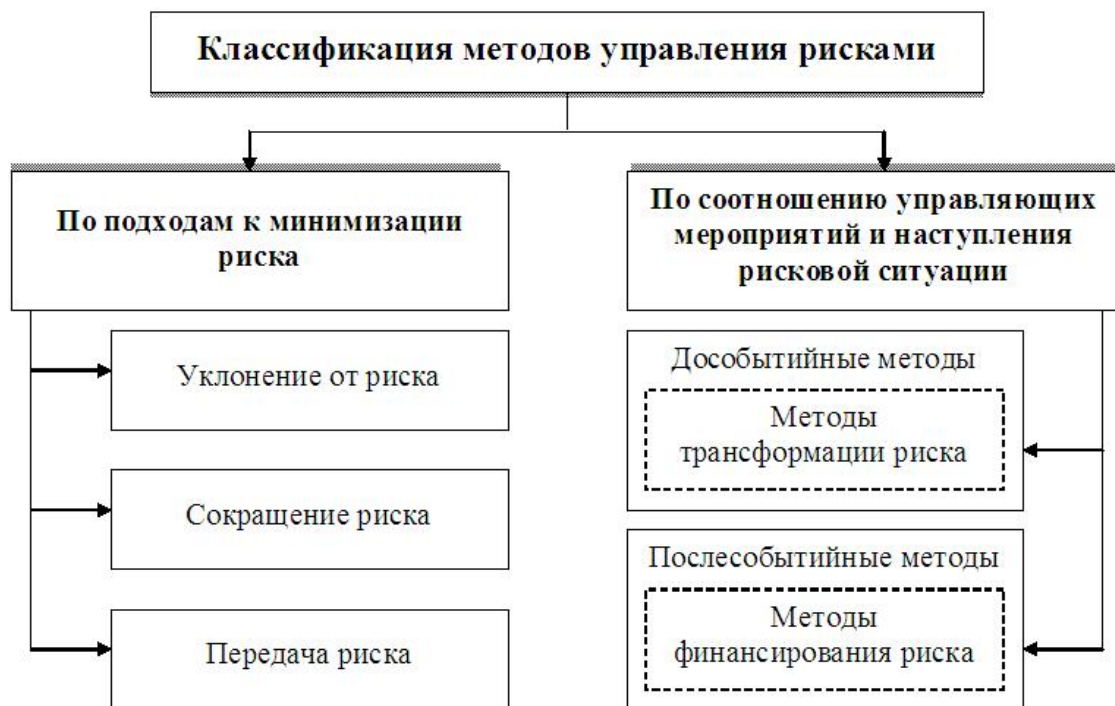 Классификация методов управления рисками
По подходам к минимизации
риска
Уклонение от риска
Сокращение риска
Передача риска
По соотношению управляющих
мероприятий и наступления
рисковой ситуации
Дособытийные методы
Методы
трансформации риска
Послесобытийные методы
Методы
финансирования риска